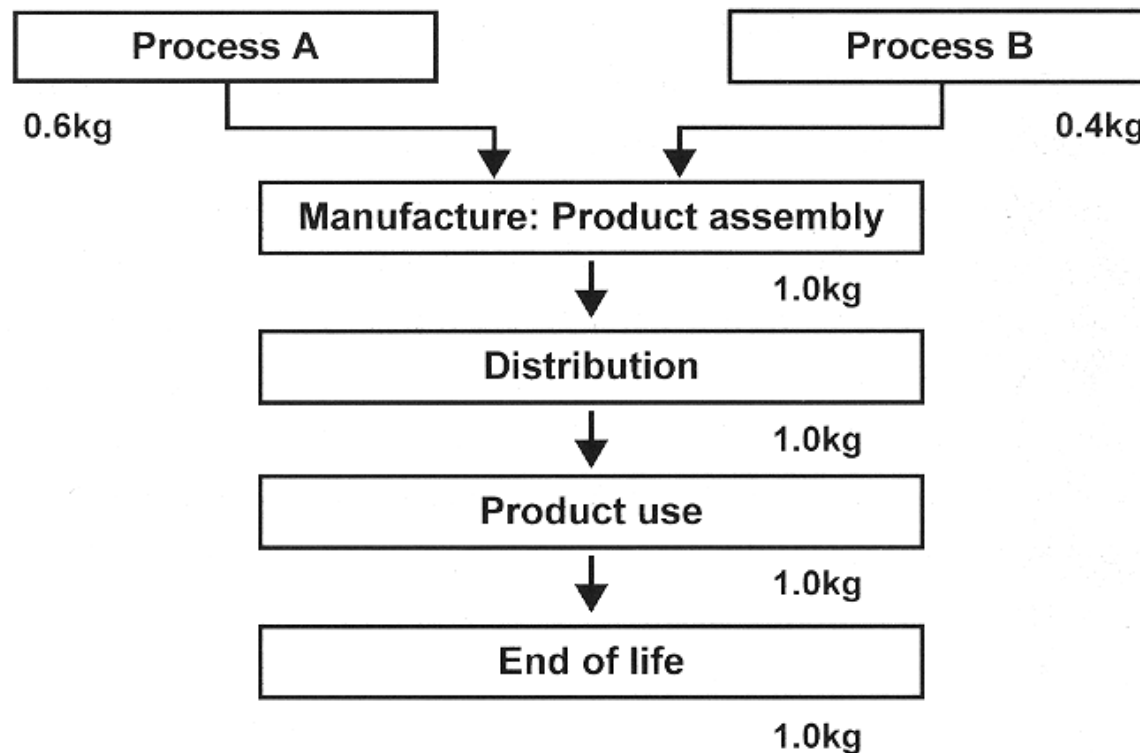 Process A
Process B
0.6kg
0.4kg
Manufacture: Product assembly
1.0kg
Distribution
1.0kg
Product use
1.0kg
End of life
1.0kg